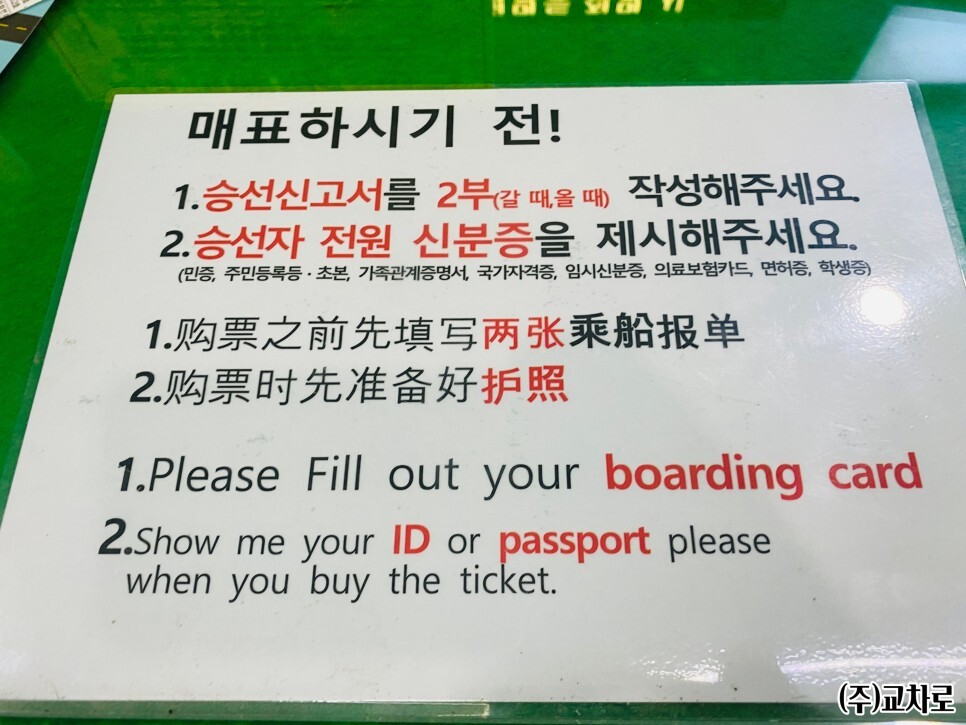 매표하시기 전!
1.승선신고서를 2부(갈 때,올 때) 작성해주세요.
2.승선자 전원 신분증을 제시해주세요.
(민증, 주민등록등·초본, 가족관계증명서, 국가자격증, 임시신분증, 의료보험카드, 면허증, 학생증)
1.购票之前先填写两张乘船报单
2.购票时先准备好护照
1.Please Fill out your boarding card
2.Show me your ID or passport please
when you buy the ticket.
(주)교차로